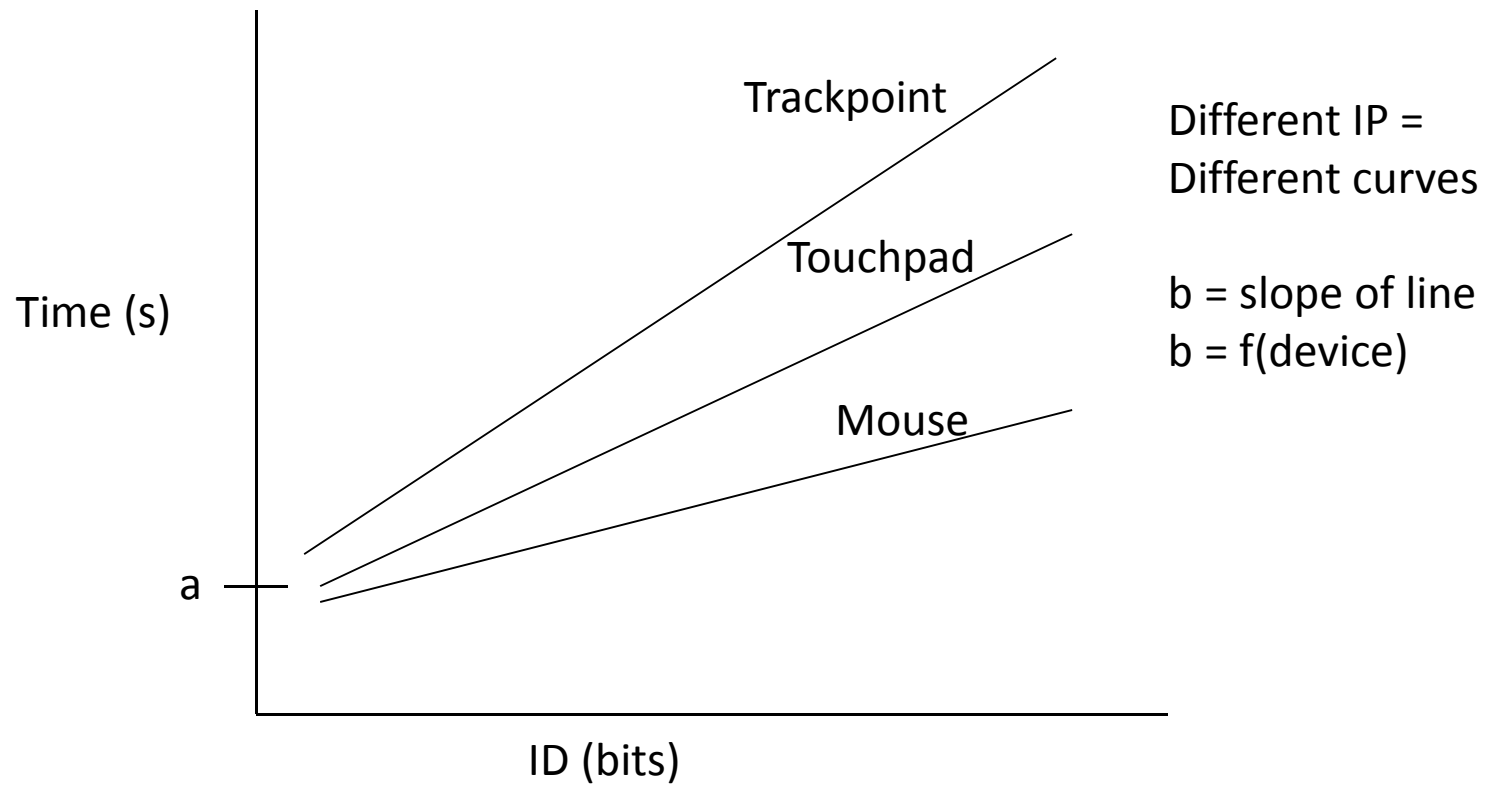 Trackpoint
Different IP =
Different curves
Touchpad
Time (s)
b = slope of line
b = f(device)
Mouse
a
ID (bits)